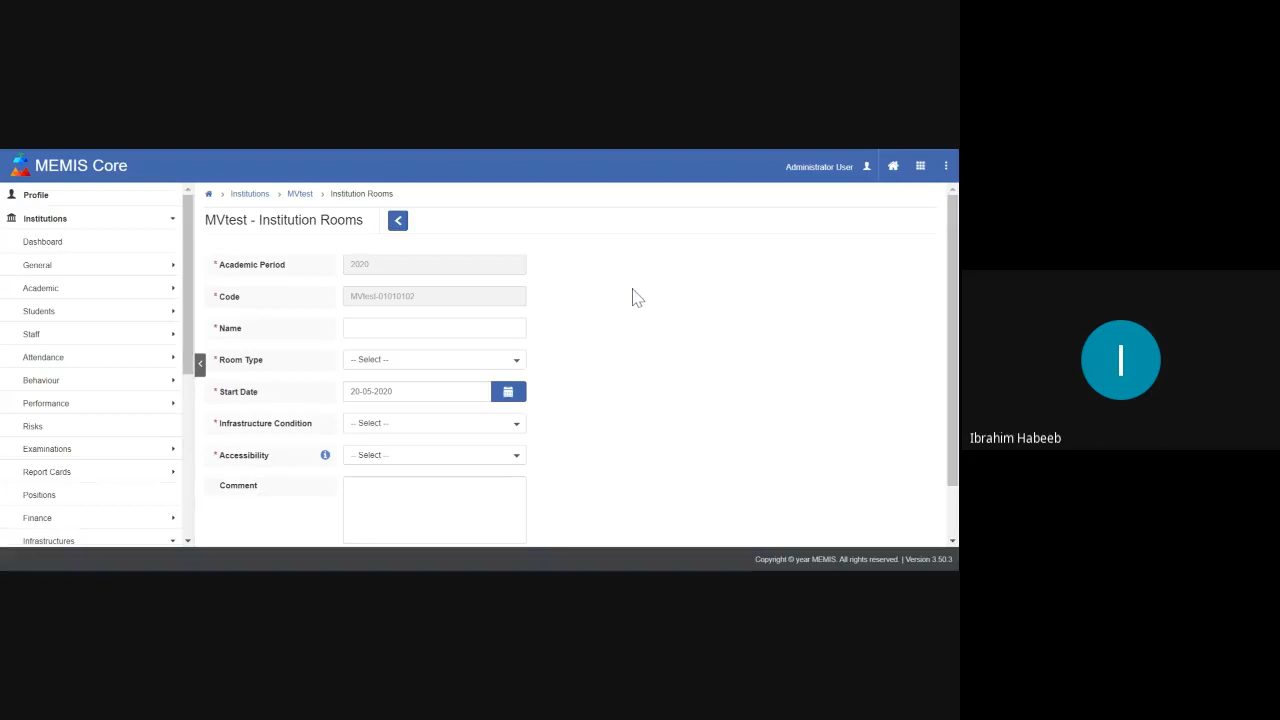 MEMIS Core
Administrator User
Profile
Institutions
Dashboard
General
Academic
Students
Staff
Attendance
Behaviour
Performance
Risks
Examinations
Report Cards
Positions
Finance
Infrastructures
Institutions > MVtest > Institution Rooms
MVtest - Institution Rooms
* Academic Period 2020
* Code MVtest-01010102
* Name
* Room Type -- Select --
* Start Date 20-05-2020
* Infrastructure Condition -- Select --
* Accessibility -- Select --
Comment
Copyright © year MEMIS. All rights reserved. | Version 3.50.3
I
Ibrahim Habeeb